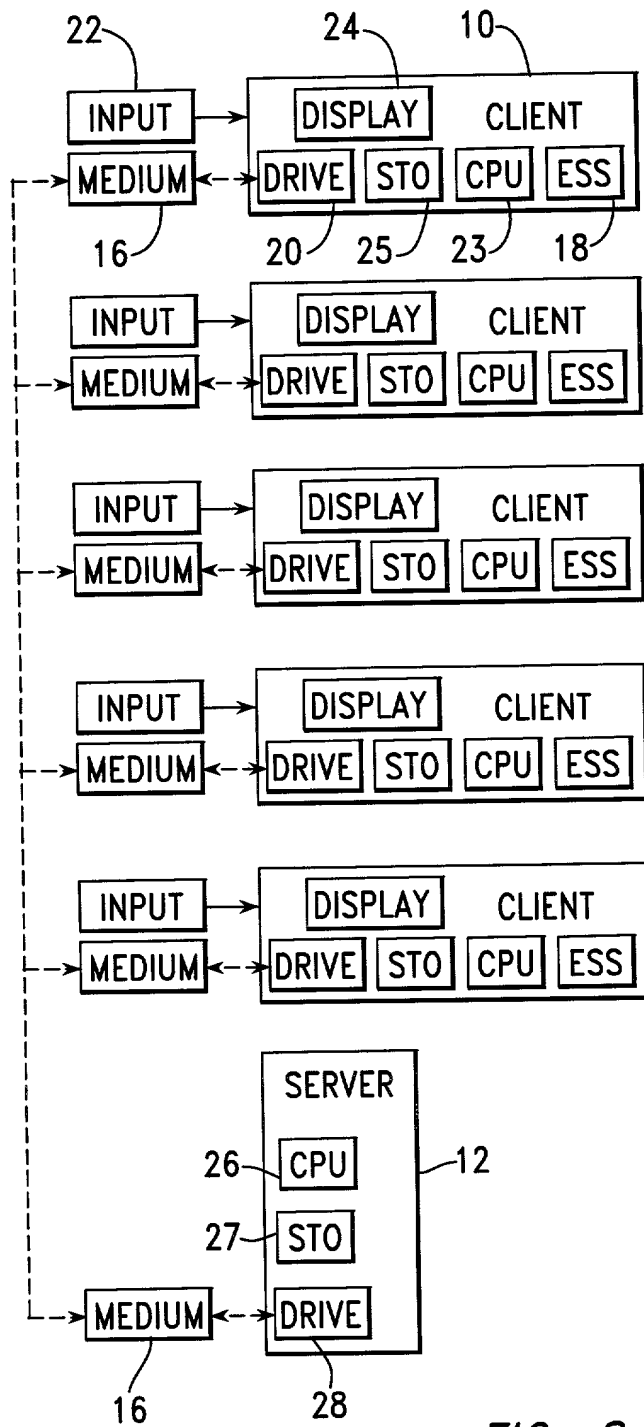 22 24 10
INPUT DISPLAY CLIENT
MEDIUM DRIVE STO CPU ESS
16 20 25 23 18
INPUT DISPLAY CLIENT
MEDIUM DRIVE STO CPU ESS
INPUT DISPLAY CLIENT
MEDIUM DRIVE STO CPU ESS
INPUT DISPLAY CLIENT
MEDIUM DRIVE STO CPU ESS
INPUT DISPLAY CLIENT
MEDIUM DRIVE STO CPU ESS
SERVER
26 CPU 12
27 STO
MEDIUM DRIVE
16 28